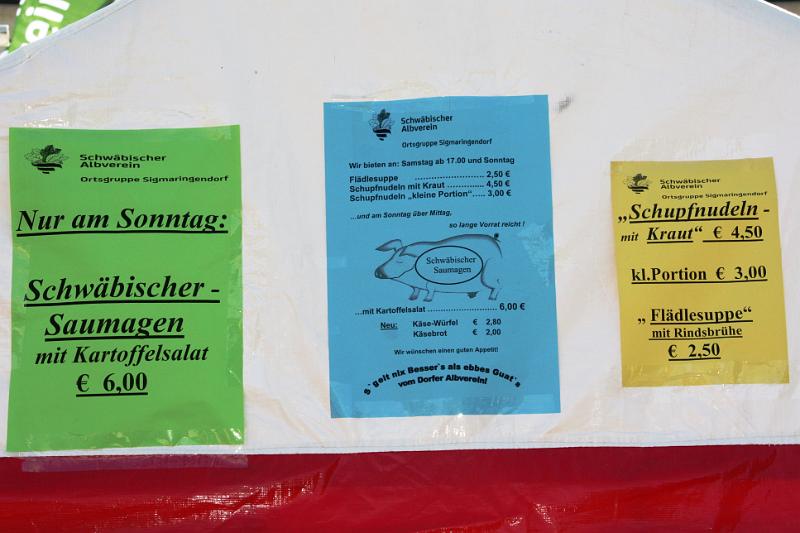 ein
Schwäbischer
Albverein
Ortsgruppe Sigmaringendorf
Nur am Sonntag:
Schwäbischer -
Saumagen
mit Kartoffelsalat
€ 6,00
Schwäbischer
Albverein
Ortsgruppe Sigmaringendorf
Wir bieten an: Samstag ab 17.00 und Sonntag
Flädlesuppe ........................ 2,50 €
Schupfnudeln mit Kraut ............. 4,50 €
Schupfnudeln „kleine Portion“..... 3,00 €
...und am Sonntag über Mittag,
so lange Vorrat reicht !
Schwäbischer
Saumagen
...mit Kartoffelsalat ........................ 6,00 €
Neu: Käse-Würfel € 2,80
Käsebrot € 2,00
Wir wünschen einen guten Appetit!
S`geit nix Besser`s als ebbes Guat`s
vom Dorfer Albverein!
Schwäbischer
Albverein
Ortsgruppe Sigmaringendorf
„Schupfnudeln -
mit Kraut“ € 4,50
kl.Portion € 3,00
„ Flädlesuppe“
mit Rindsbrühe
€ 2,50